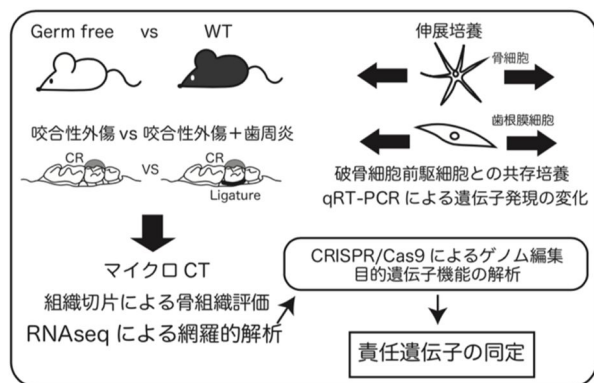 Germ free vs WT
咬合性外傷 vs 咬合性外傷＋歯周炎
CR
vs
CR
Ligature
マイクロCT
組織切片による骨組織評価
RNAseq による網羅的解析
伸展培養
骨細胞
歯根膜細胞
破骨細胞前駆細胞との共存培養
qRT-PCR による遺伝子発現の変化
CRISPR/Cas9 によるゲノム編集
目的遺伝子機能の解析
責任遺伝子の同定